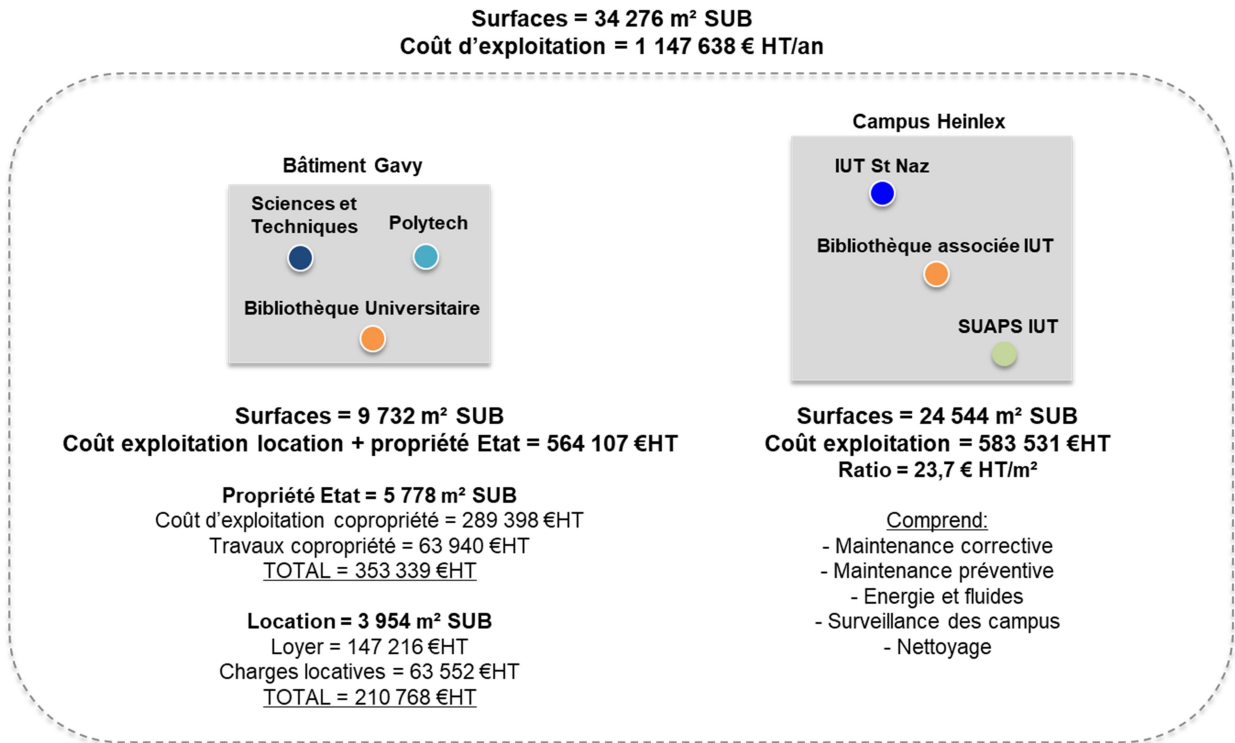 Surfaces = 34 276 m² SUB
Coût d'exploitation = 1 147 638 € HT/an
Bâtiment Gavy
Sciences et
Techniques
Polytech
Bibliothèque Universitaire
Surfaces = 9 732 m² SUB
Coût exploitation location + propriété Etat = 564 107 €HT
Propriété Etat = 5 778 m² SUB
Coût d'exploitation copropriété = 289 398 €HT
Travaux copropriété = 63 940 €HT
TOTAL = 353 339 €HT
Location = 3 954 m² SUB
Loyer = 147 216 €HT
Charges locatives = 63 552 €HT
TOTAL = 210 768 €HT
Campus Heinlex
IUT St Naz
Bibliothèque associée IUT
SUAPS IUT
Surfaces = 24 544 m² SUB
Coût exploitation = 583 531 €HT
Ratio = 23,7 € HT/m²
Comprend:
- Maintenance corrective
- Maintenance préventive
- Energie et fluides
- Surveillance des campus
- Nettoyage